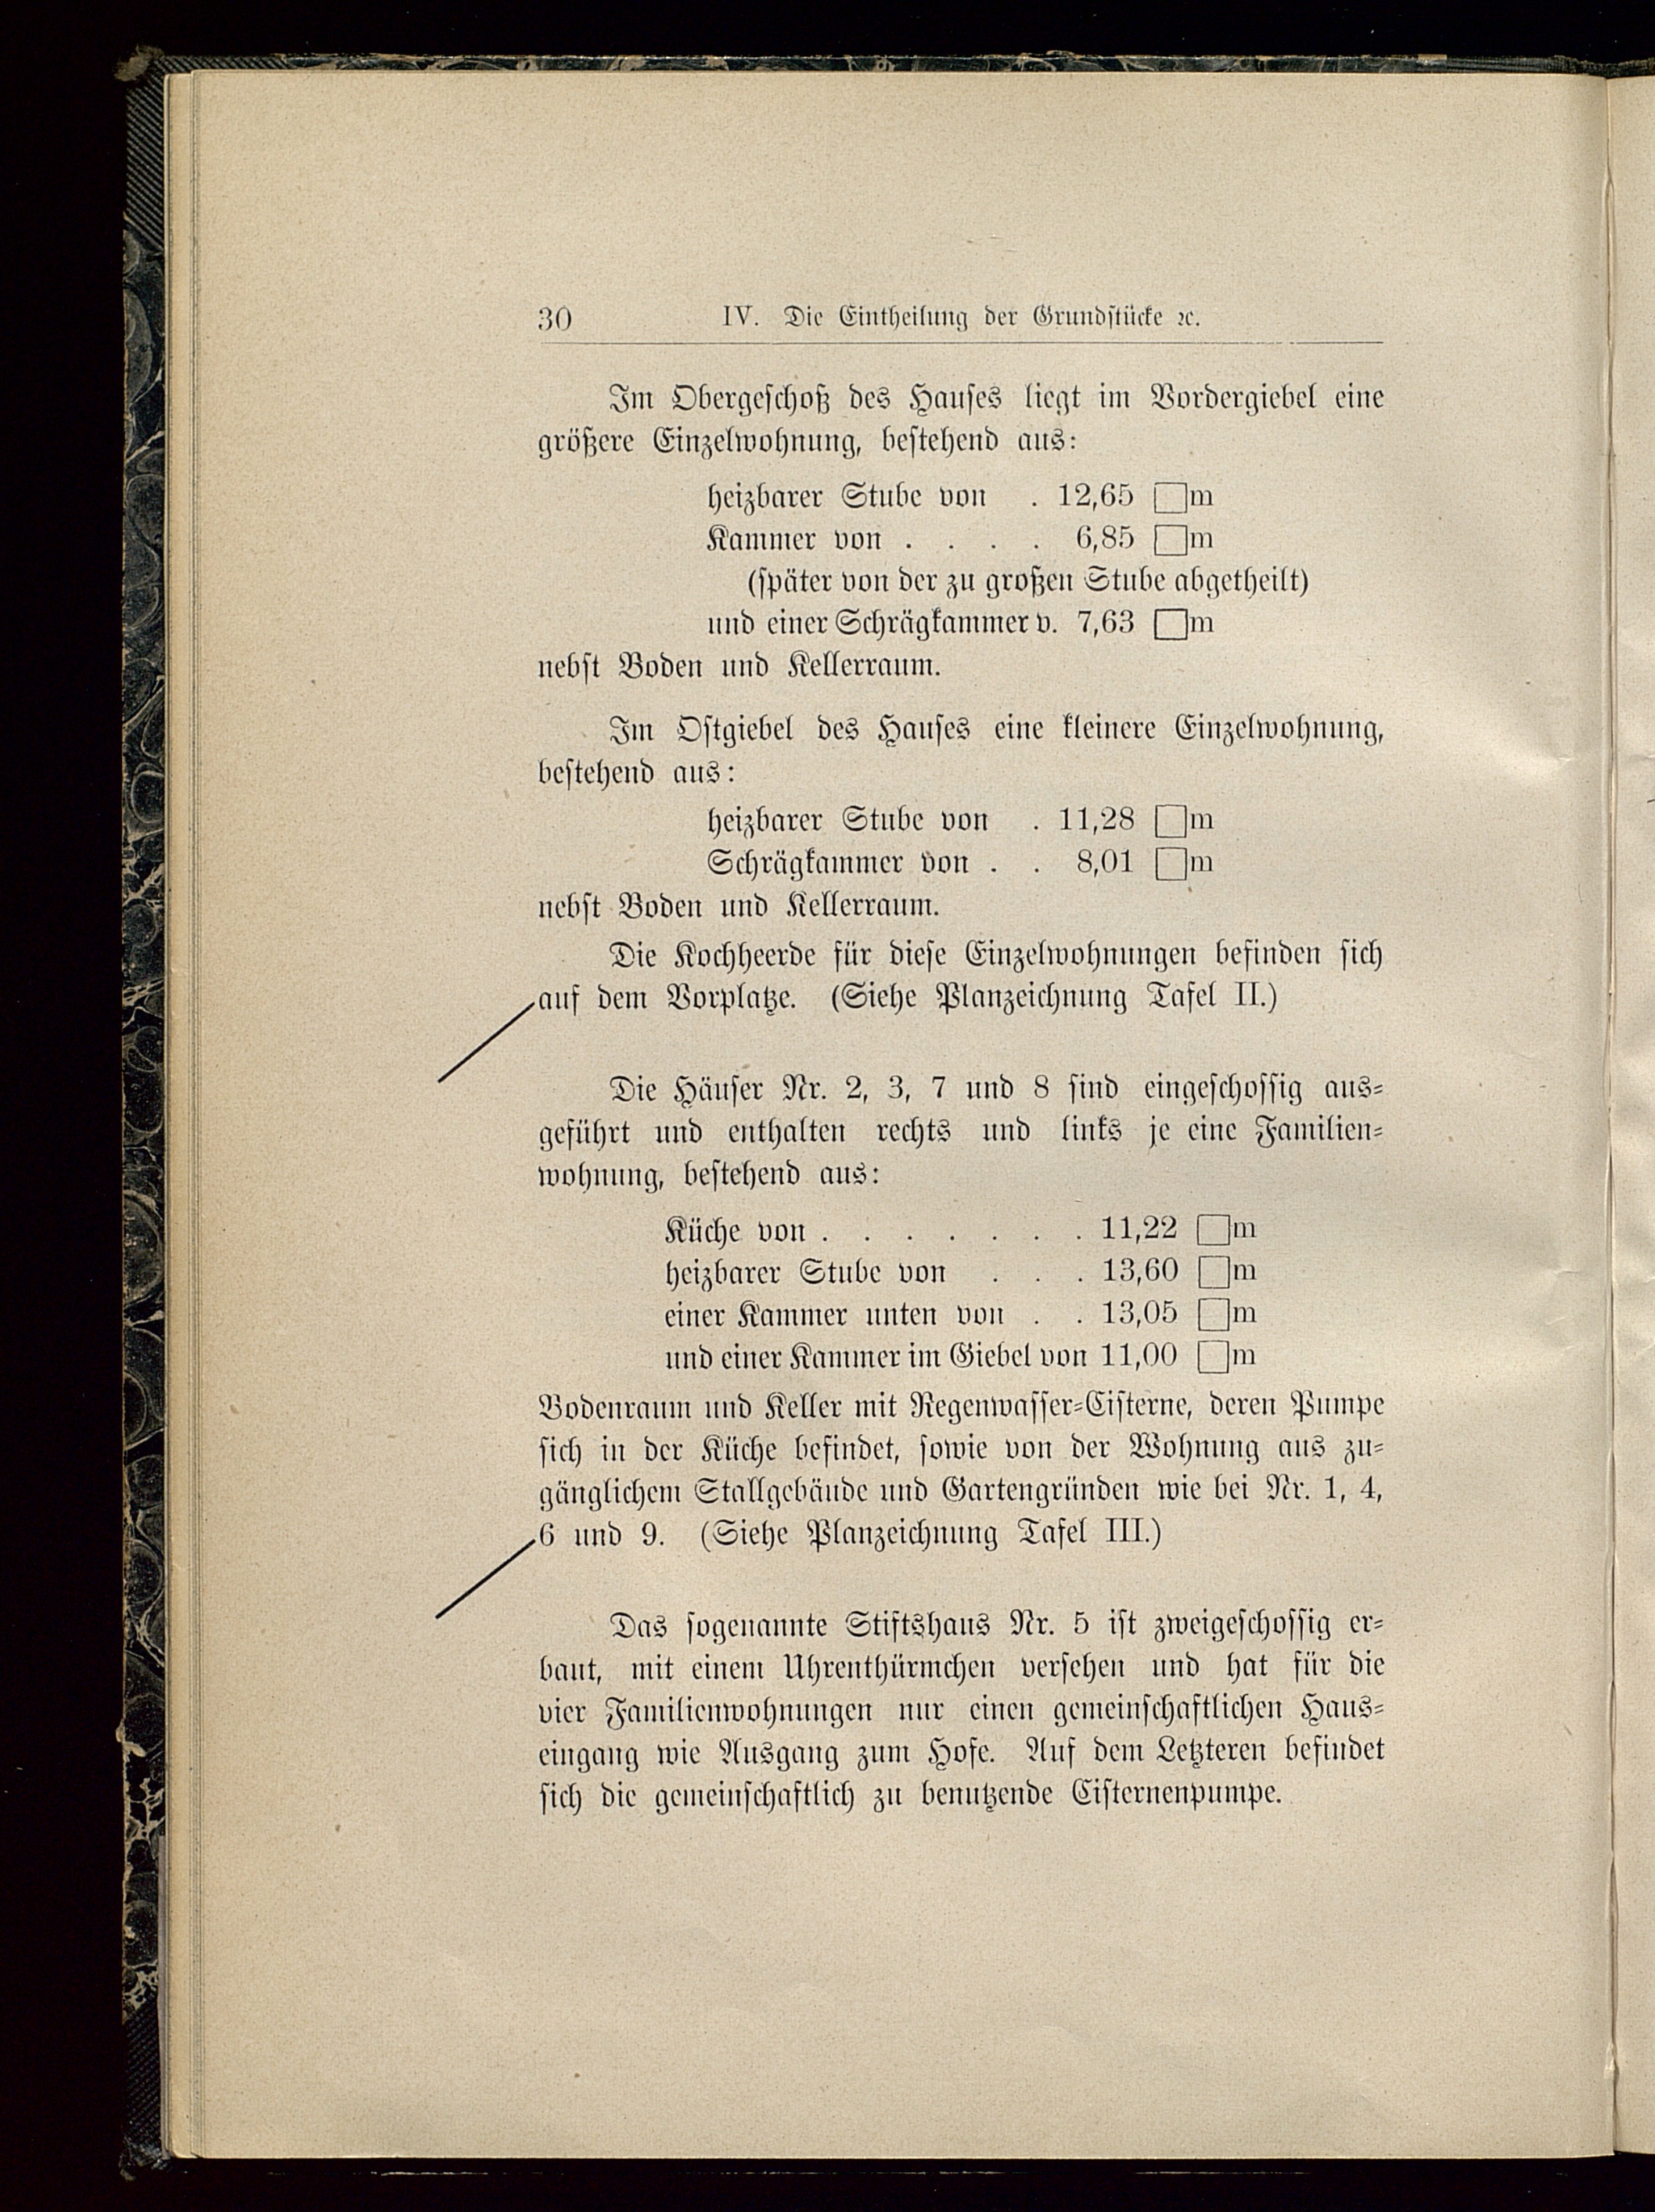 30 IV. Die Eintheilung der Grundstücke ꝛc.
Im Obergeschoß des Hauses liegt im Vordergiebel eine
größere Einzelwohnung, bestehend aus:
heizbarer Stube von . 12,65 □m
Kammer von . . . . 6,85 □m
(später von der zu großen Stube abgetheilt)
und einer Schrägkammer v. 7,63 □m
nebst Boden und Kellerraum.
Im Ostgiebel des Hauses eine kleinere Einzelwohnung,
bestehend aus:
heizbarer Stube von . 11,28 □m
Schrägkammer von . . 8,01 □m
nebst Boden und Kellerraum.
Die Kochheerde für diese Einzelwohnungen befinden sich
auf dem Vorplatze. (Siehe Planzeichnung Tafel II.)
Die Häuser Nr. 2, 3, 7 und 8 sind eingeschossig aus-
geführt und enthalten rechts und links je eine Familien-
wohnung, bestehend aus:
Küche von . . . . . . . 11,22 □m
heizbarer Stube von . . . 13,60 □m
einer Kammer unten von . . 13,05 □m
und einer Kammer im Giebel von 11,00 □m
Bodenraum und Keller mit Regenwasser-Cisterne, deren Pumpe
sich in der Küche befindet, sowie von der Wohnung aus zu-
gänglichem Stallgebäude und Gartengründen wie bei Nr. 1, 4,
6 und 9. (Siehe Planzeichnung Tafel III.)
Das sogenannte Stiftshaus Nr. 5 ist zweigeschossig er-
baut, mit einem Uhrenthürmchen versehen und hat für die
vier Familienwohnungen nur einen gemeinschaftlichen Haus-
eingang wie Ausgang zum Hofe. Auf dem Letzteren befindet
sich die gemeinschaftlich zu benutzende Cisternenpumpe.